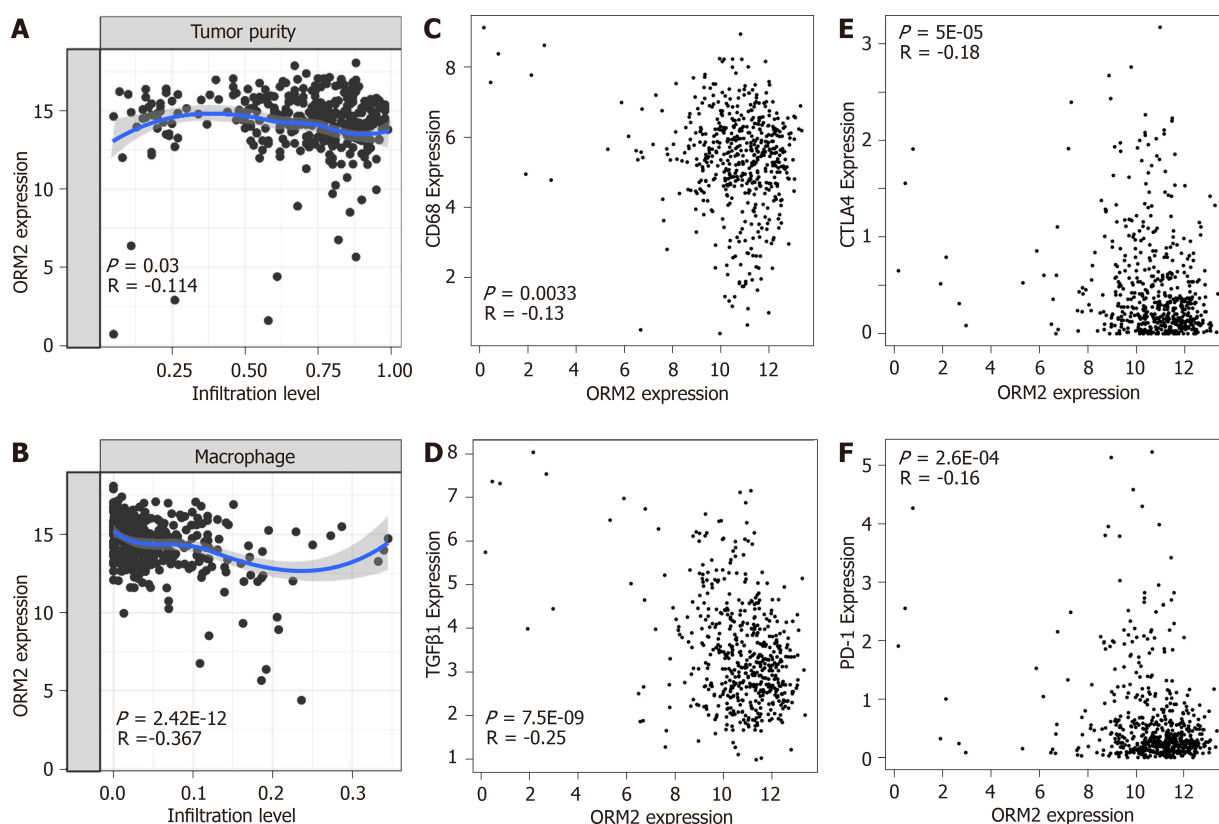 A
Tumor purity
ORM2 expression
15
10
5
0
P = 0.03
R = -0.114
0.25 0.50 0.75 1.00
Infiltration level
C
CD68 Expression
8
6
4
2
P = 0.0033
R = -0.13
0 2 4 6 8 10 12
ORM2 expression
E
CTLA4 Expression
3
2
1
0
P = 5E-05
R = -0.18
0 2 4 6 8 10 12
ORM2 expression
B
Macrophage
ORM2 expression
15
10
5
0
P = 2.42E-12
R =-0.367
0.0 0.1 0.2 0.3
Infiltration level
D
TGFβ1 Expression
8
7
6
5
4
3
2
1
P = 7.5E-09
R = -0.25
0 2 4 6 8 10 12
ORM2 expression
F
PD-1 Expression
5
4
3
2
1
0
P = 2.6E-04
R = -0.16
0 2 4 6 8 10 12
ORM2 expression